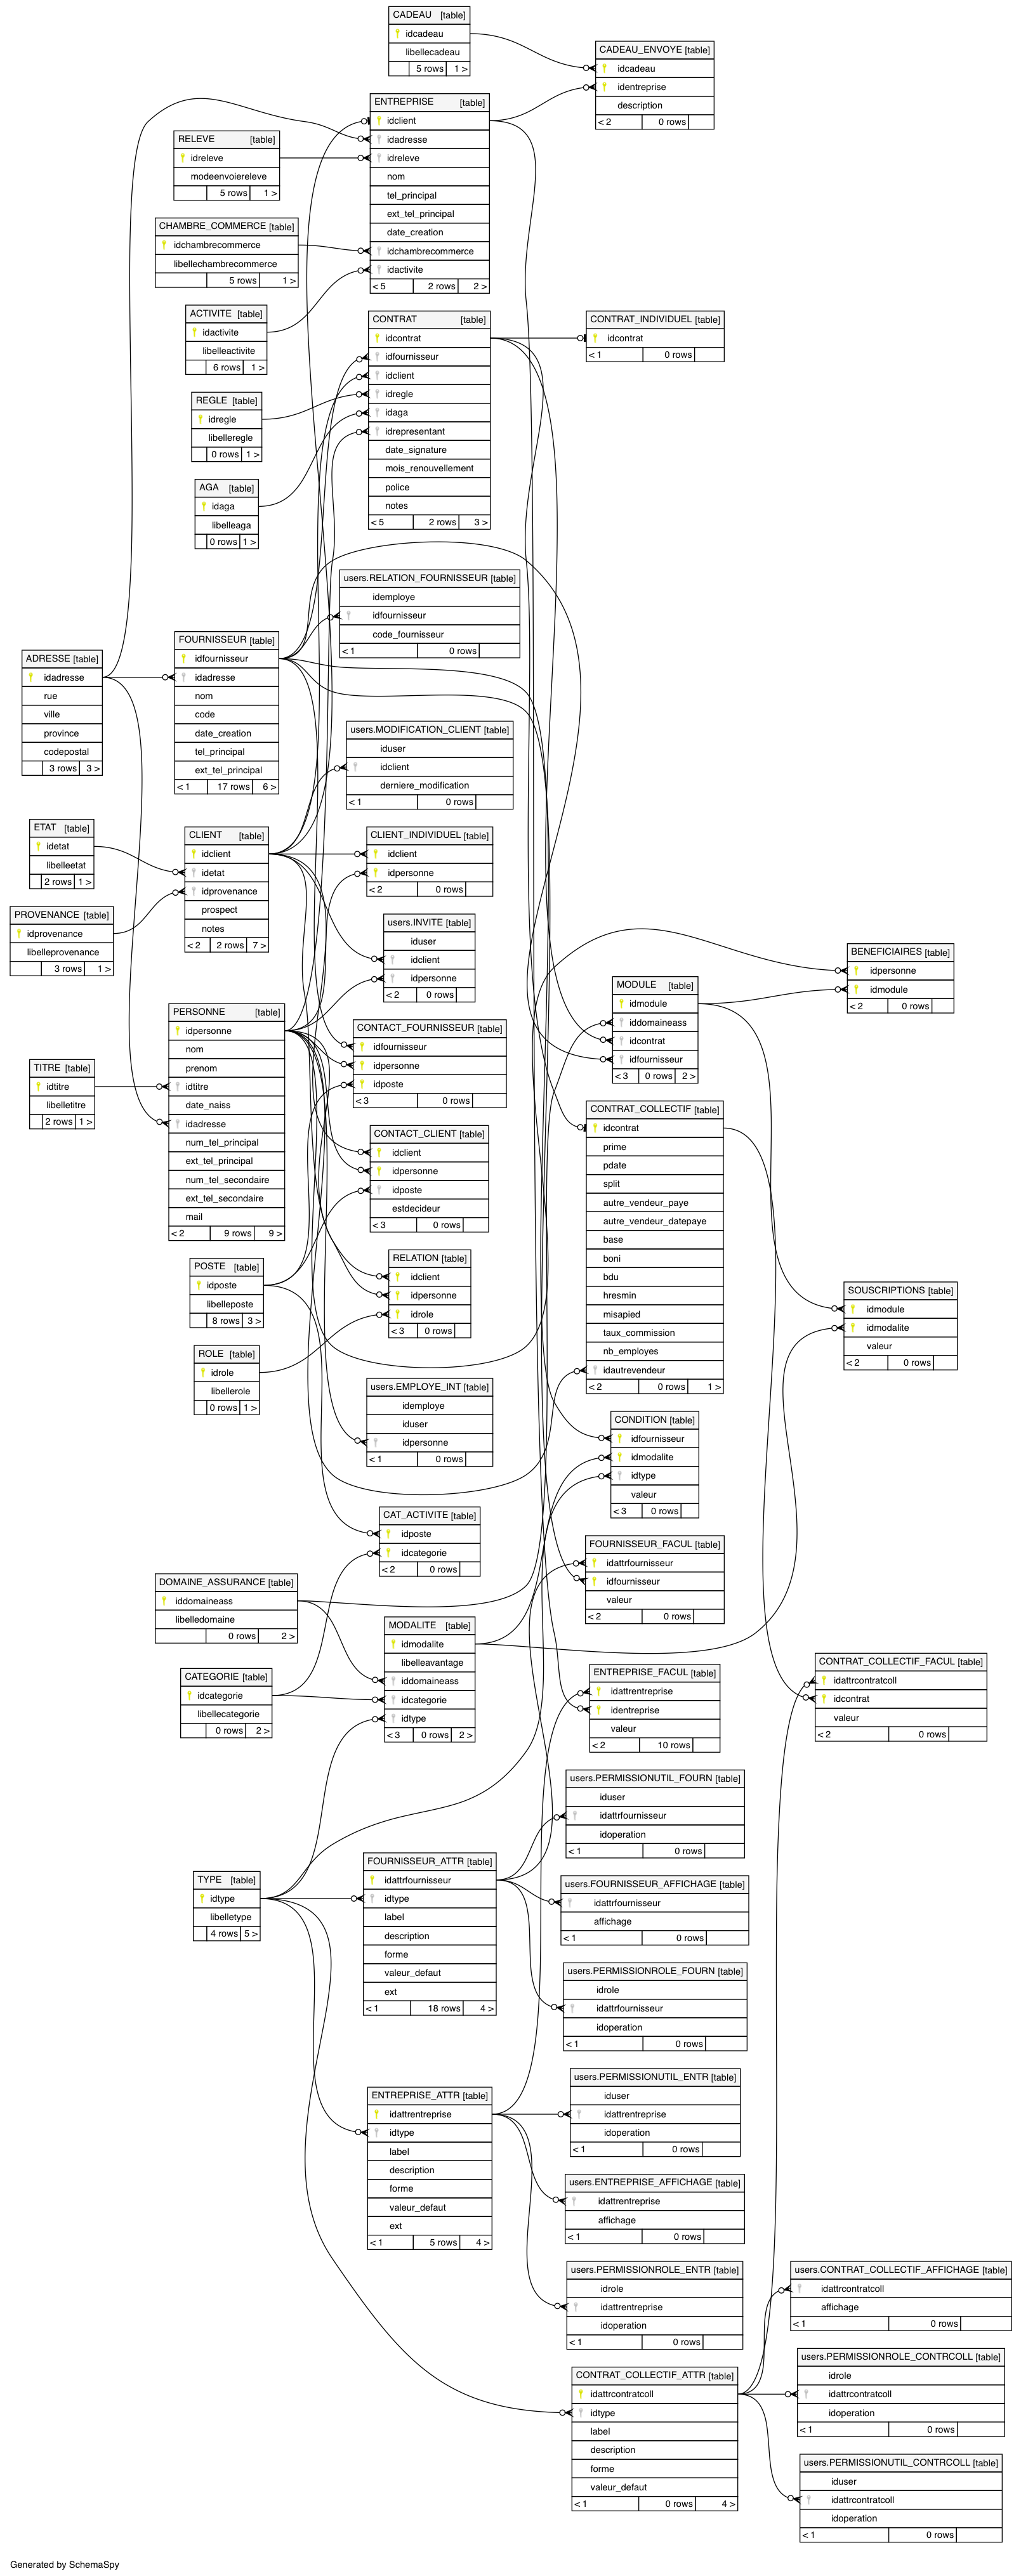 CADEAU [table]
idcadeau
libellecadeau
5 rows 1 >
CADEAU_ENVOYE [table]
idcadeau
identreprise
description
< 2 0 rows
ENTREPRISE [table]
idclient
idadresse
idreleve
nom
tel_principal
ext_tel_principal
date_creation
idchambrecommerce
idactivite
< 5 2 rows 2 >
RELEVE [table]
idreleve
modeenvoiereleve
5 rows 1 >
CHAMBRE_COMMERCE [table]
idchambrecommerce
libellechambrecommerce
5 rows 1 >
ACTIVITE [table]
idactivite
libelleactivite
6 rows 1 >
CONTRAT [table]
idcontrat
idfournisseur
idclient
idregle
idaga
idrepresentant
date_signature
mois_renouvellement
police
notes
< 5 2 rows 3 >
CONTRAT_INDIVIDUEL [table]
idcontrat
< 1 0 rows
REGLE [table]
idregle
libelleregle
0 rows 1 >
AGA [table]
idaga
libelleaga
0 rows 1 >
users.RELATION_FOURNISSEUR [table]
idemploye
idfournisseur
code_fournisseur
< 1 0 rows
FOURNISSEUR [table]
idfournisseur
idadresse
nom
code
date_creation
tel_principal
ext_tel_principal
< 1 17 rows 6 >
ADRESSE [table]
idadresse
rue
ville
province
codepostal
3 rows 3 >
users.MODIFICATION_CLIENT [table]
iduser
idclient
derniere_modification
< 1 0 rows
ETAT [table]
idetat
libelleetat
2 rows 1 >
CLIENT [table]
idclient
idetat
idprovenance
prospect
notes
< 2 2 rows 7 >
CLIENT_INDIVIDUEL [table]
idclient
idpersonne
< 2 0 rows
PROVENANCE [table]
idprovenance
libelleprovenance
3 rows 1 >
users.INVITE [table]
iduser
idclient
idpersonne
< 2 0 rows
BENEFICIAIRES [table]
idpersonne
idmodule
< 2 0 rows
MODULE [table]
idmodule
iddomaineass
idcontrat
idfournisseur
< 3 0 rows 2 >
PERSONNE [table]
idpersonne
nom
prenom
idtitre
date_naiss
idadresse
num_tel_principal
ext_tel_principal
num_tel_secondaire
ext_tel_secondaire
mail
< 2 9 rows 9 >
CONTACT_FOURNISSEUR [table]
idfournisseur
idpersonne
idposte
< 3 0 rows
TITRE [table]
idtitre
libelletitre
2 rows 1 >
CONTRAT_COLLECTIF [table]
idcontrat
prime
pdate
split
autre_vendeur_paye
autre_vendeur_datepaye
base
boni
bdu
hresmin
misapied
taux_commission
nb_employes
idautrevendeur
< 2 0 rows 1 >
CONTACT_CLIENT [table]
idclient
idpersonne
idposte
estdecideur
< 3 0 rows
RELATION [table]
idclient
idpersonne
idrole
< 3 0 rows
POSTE [table]
idposte
libelleposte
8 rows 3 >
SOUSCRIPTIONS [table]
idmodule
idmodalite
valeur
< 2 0 rows
ROLE [table]
idrole
libellerole
0 rows 1 >
users.EMPLOYE_INT [table]
idemploye
iduser
idpersonne
< 1 0 rows
CONDITION [table]
idfournisseur
idmodalite
idtype
valeur
< 3 0 rows
CAT_ACTIVITE [table]
idposte
idcategorie
< 2 0 rows
FOURNISSEUR_FACUL [table]
idattrfournisseur
idfournisseur
valeur
< 2 0 rows
DOMAINE_ASSURANCE [table]
iddomaineass
libelledomaine
0 rows 2 >
MODALITE [table]
idmodalite
libelleavantage
iddomaineass
idcategorie
idtype
< 3 0 rows 2 >
CATEGORIE [table]
idcategorie
libellecategorie
0 rows 2 >
ENTREPRISE_FACUL [table]
idattrentreprise
identreprise
valeur
< 2 10 rows
CONTRAT_COLLECTIF_FACUL [table]
idattrcontratcoll
idcontrat
valeur
< 2 0 rows
users.PERMISSIONUTIL_FOURN [table]
iduser
idattrfournisseur
idoperation
< 1 0 rows
FOURNISSEUR_ATTR [table]
idattrfournisseur
idtype
label
description
forme
valeur_defaut
ext
< 1 18 rows 4 >
TYPE [table]
idtype
libelletype
4 rows 5 >
users.FOURNISSEUR_AFFICHAGE [table]
idattrfournisseur
affichage
< 1 0 rows
users.PERMISSIONROLE_FOURN [table]
idrole
idattrfournisseur
idoperation
< 1 0 rows
users.PERMISSIONUTIL_ENTR [table]
iduser
idattrentreprise
idoperation
< 1 0 rows
ENTREPRISE_ATTR [table]
idattrentreprise
idtype
label
description
forme
valeur_defaut
ext
< 1 5 rows 4 >
users.ENTREPRISE_AFFICHAGE [table]
idattrentreprise
affichage
< 1 0 rows
users.PERMISSIONROLE_ENTR [table]
idrole
idattrentreprise
idoperation
< 1 0 rows
users.CONTRAT_COLLECTIF_AFFICHAGE [table]
idattrcontratcoll
affichage
< 1 0 rows
users.PERMISSIONROLE_CONTRCOLL [table]
idrole
idattrcontratcoll
idoperation
< 1 0 rows
CONTRAT_COLLECTIF_ATTR [table]
idattrcontratcoll
idtype
label
description
forme
valeur_defaut
< 1 0 rows 4 >
users.PERMISSIONUTIL_CONTRCOLL [table]
iduser
idattrcontratcoll
idoperation
< 1 0 rows
Generated by SchemaSpy